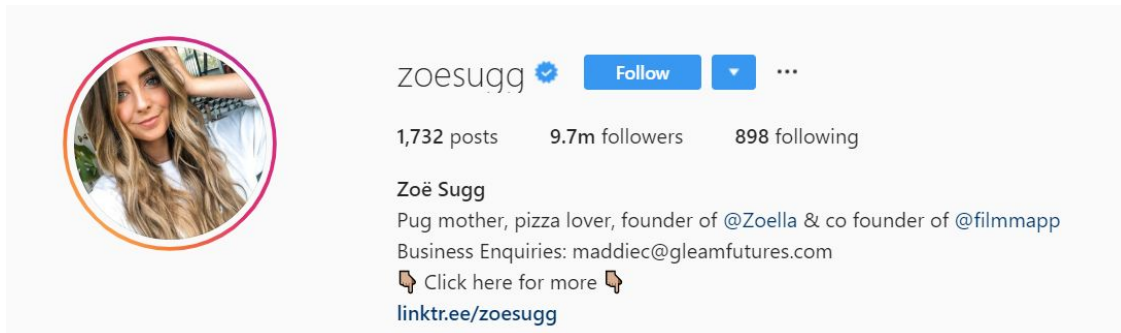 zoesugg Follow
1,732 posts 9.7m followers 898 following
Zoë Sugg
Pug mother, pizza lover, founder of @Zoella & co founder of @filmmapp
Business Enquiries: maddiec@gleamfutures.com
👇🏽 Click here for more 👇🏽
linktr.ee/zoesugg